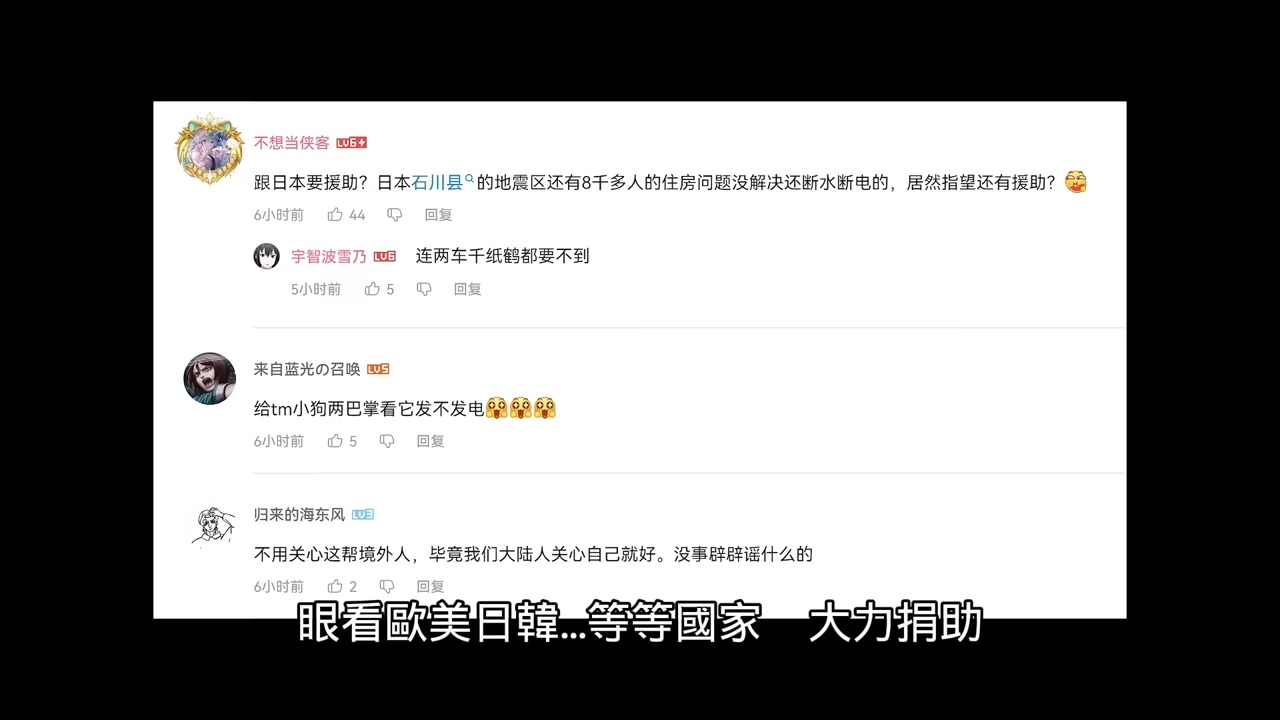 不想当侠客 LV6
跟日本要援助？日本石川县的地震区还有8千多人的住房问题没解决还断水断电的，居然指望还有援助？
6小时前 44 回复
宇智波雪乃 LV6 连两车千纸鹤都要不到
5小时前 5 回复
来自蓝光の召唤 LV5
给tm小狗两巴掌看它发不发电
6小时前 5 回复
归来的海东风 LV3
不用关心这帮境外人，毕竟我们大陆人关心自己就好。没事辟辟谣什么的
6小时前 2 回复
眼看歐美日韓...等等國家 大力捐助